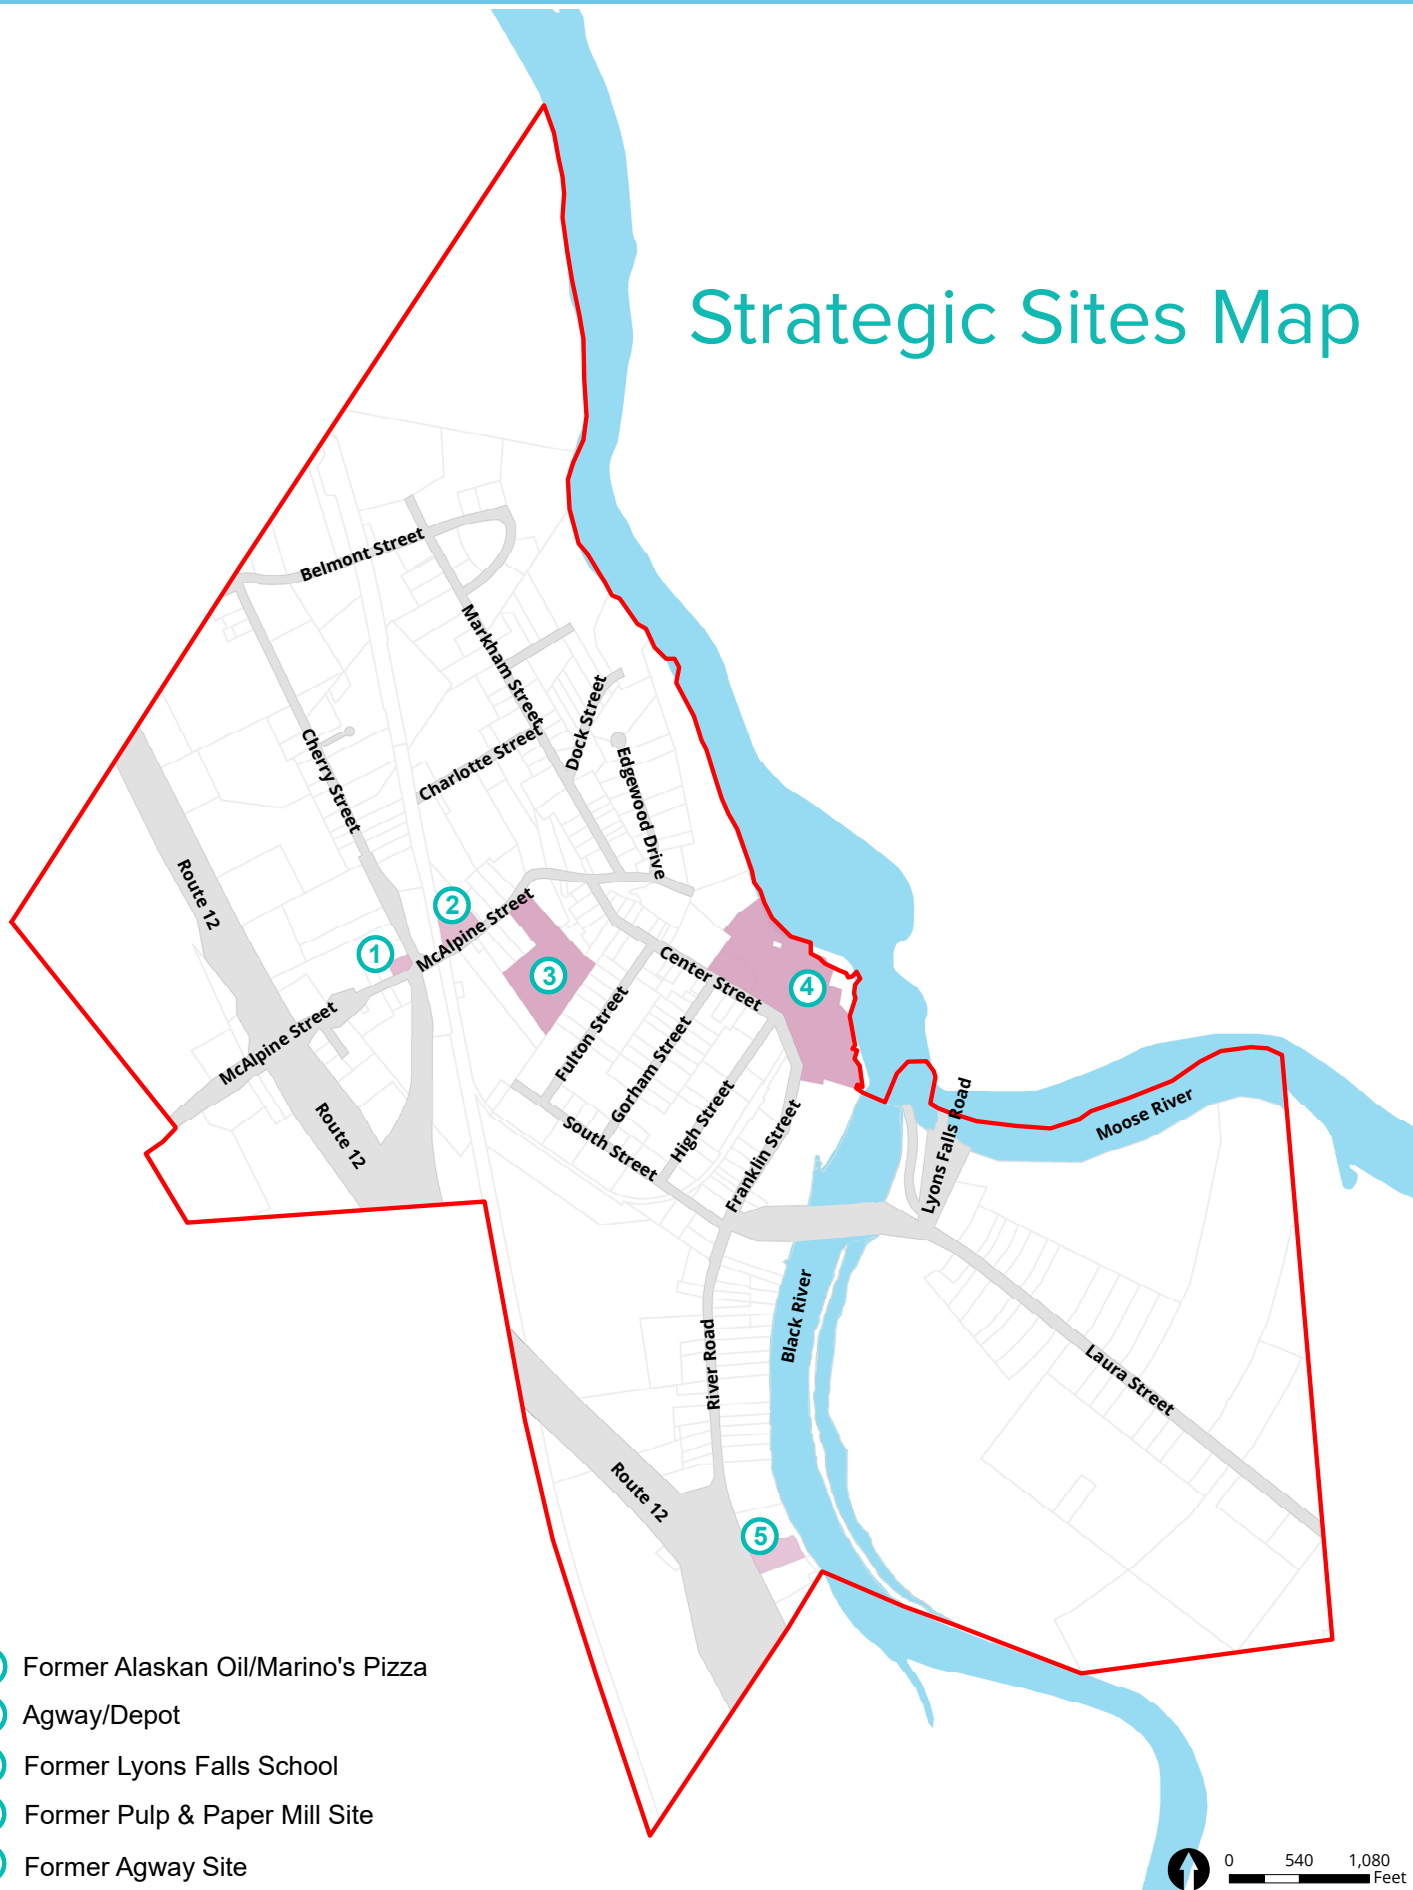 Strategic Sites Map
Belmont Street
Markham Street
Dock Street
Cherry Street
Charlotte Street
Edgewood Drive
Route 12
2
McAlpine Street
1
3
Center Street
4
Fulton Street
Gorham Street
McAlpine Street
High Street
Franklin Street
South Street
Route 12
Lyons Falls Road
Moose River
Black River
River Road
Laura Street
Route 12
5
Former Alaskan Oil/Marino's Pizza
Agway/Depot
Former Lyons Falls School
Former Pulp & Paper Mill Site
Former Agway Site
0 540 1,080
Feet